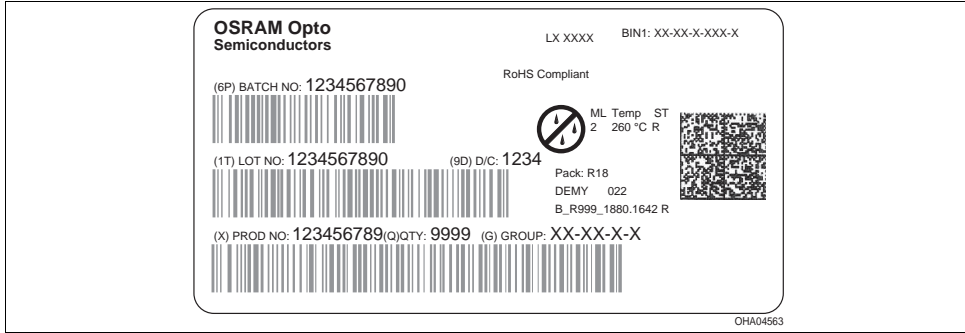 OSRAM Opto
Semiconductors
LX XXXX
BIN1: XX-XX-X-XXX-X
RoHS Compliant
(6P) BATCH NO: 1234567890
ML Temp ST
2 260 °C R
(1T) LOT NO: 1234567890 (9D) D/C: 1234
Pack: R18
DEMY 022
B_R999_1880.1642 R
(X) PROD NO: 123456789(Q)QTY: 9999 (G) GROUP: XX-XX-X-X
OHA04563